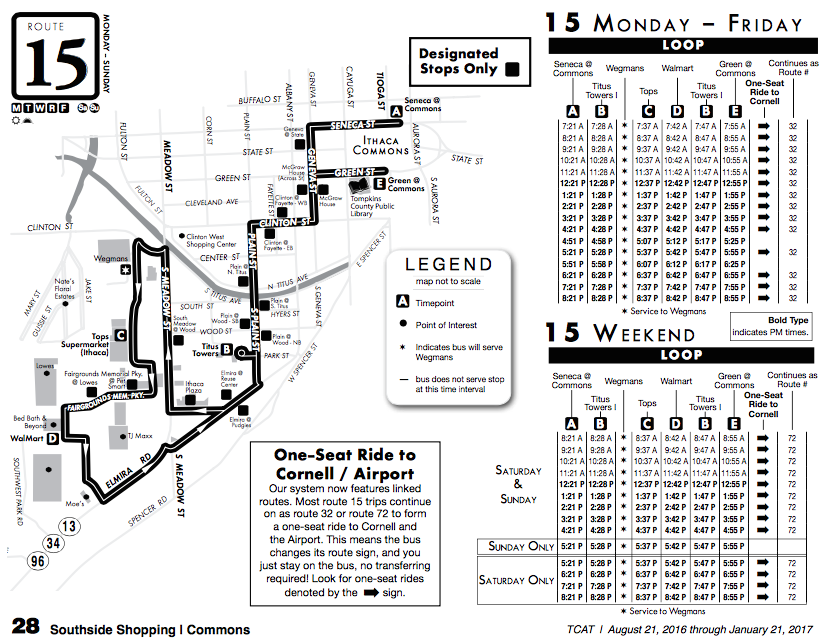 ROUTE
15
MONDAY – SUNDAY
M T W R F Sa Su
Designated
Stops Only
BUFFALO ST
ALBANY ST
GENEVA ST
CAYUGA ST
TIOGA ST
A
Seneca @
Commons
FULTON ST
MEADOW ST
CORN ST
PLAIN ST
Geneva
@ State
SENECA ST
ITHACA
COMMONS
AURORA ST
STATE ST
STATE ST
McGraw
House
(Across St)
GENEVA ST
GREEN ST
GREEN ST
E
Green @
Commons
FULTON ST
CLEVELAND AVE
FAYETTE ST
Clinton @
Fayette - WB
McGraw
House
Tompkins
County Public
Library
S AURORA ST
CLINTON ST
CLINTON ST
Clinton West
Shopping Center
PLAIN ST
Clinton @
Fayette - EB
E SPENCER ST
Wegmans
CENTER ST
Plain @
N. Titus
N TITUS AVE
S TITUS AVE
Nate's
Floral
Estates
JAKE ST
MARY ST
GUSSIE ST
S MEADOW ST
SOUTH ST
Plain @
S. Titus
HYERS ST
S GENEVA ST
South
Meadow
@ Wood
Plain @
Wood - SB
WOOD ST
S PLAIN ST
Plain @
Wood - NB
Tops
Supermarket
(Ithaca)
C
Titus
Towers
B
PARK ST
W SPENCER ST
Lowes
Fairgrounds Memorial Pky.
@ Lowes
@ Pet
Smart
Ithaca
Plaza
Elmira @
Reuse
Center
FAIRGROUNDS MEM. PKY.
Bed Bath &
Beyond
WalMart
D
TJ Maxx
Elmira @
Pudgies
ELMIRA RD
S MEADOW ST
SPENCER RD
SOUTHWEST PARK RD
Moe's
13
34
96
LEGEND
map not to scale
A Timepoint
Point of Interest
✶ Indicates bus will serve
Wegmans
— bus does not serve stop
at this time interval
One-Seat Ride to
Cornell / Airport
Our system now features linked
routes. Most route 15 trips continue
on as route 32 or route 72 to form
a one-seat ride to Cornell and
the Airport. This means the bus
changes its route sign, and you
just stay on the bus, no transferring
required! Look for one-seat rides
denoted by the ➡ sign.
15 MONDAY – FRIDAY
LOOP
Seneca @
Commons
Titus
Towers I
Wegmans
Tops
Walmart
Titus
Towers I
Green @
Commons
One-Seat
Ride to
Cornell
Continues as
Route #
A B C D B E
7:21 A 7:28 A ✶ 7:37 A 7:42 A 7:47 A 7:55 A ➡ 32
8:21 A 8:28 A ✶ 8:37 A 8:42 A 8:47 A 8:55 A ➡ 32
9:21 A 9:28 A ✶ 9:37 A 9:42 A 9:47 A 9:55 A ➡ 32
10:21 A 10:28 A ✶ 10:37 A 10:42 A 10:47 A 10:55 A ➡ 32
11:21 A 11:28 A ✶ 11:37 A 11:42 A 11:47 A 11:55 A ➡ 32
12:21 P 12:28 P ✶ 12:37 P 12:42 P 12:47 P 12:55 P ➡ 32
1:21 P 1:28 P ✶ 1:37 P 1:42 P 1:47 P 1:55 P ➡ 32
2:21 P 2:28 P ✶ 2:37 P 2:42 P 2:47 P 2:55 P ➡ 32
3:21 P 3:28 P ✶ 3:37 P 3:42 P 3:47 P 3:55 P ➡ 32
4:21 P 4:28 P ✶ 4:37 P 4:42 P 4:47 P 4:55 P ➡ 32
4:51 P 4:58 P ✶ 5:07 P 5:12 P 5:17 P 5:25 P
5:21 P 5:28 P ✶ 5:37 P 5:42 P 5:47 P 5:55 P ➡ 32
5:51 P 5:58 P ✶ 6:07 P 6:12 P 6:17 P 6:25 P
6:21 P 6:28 P ✶ 6:37 P 6:42 P 6:47 P 6:55 P ➡ 32
7:21 P 7:28 P ✶ 7:37 P 7:42 P 7:47 P 7:55 P ➡ 32
8:21 P 8:28 P ✶ 8:37 P 8:42 P 8:47 P 8:55 P ➡ 32
✶ Service to Wegmans
Bold Type
indicates PM times.
15 WEEKEND
LOOP
Seneca @
Commons
Titus
Towers I
Wegmans
Tops
Walmart
Titus
Towers I
Green @
Commons
One-Seat
Ride to
Cornell
Continues as
Route #
A B C D B E
SATURDAY
&
SUNDAY
8:21 A 8:28 A ✶ 8:37 A 8:42 A 8:47 A 8:55 A ➡ 72
9:21 A 9:28 A ✶ 9:37 A 9:42 A 9:47 A 9:55 A ➡ 72
10:21 A 10:28 A ✶ 10:37 A 10:42 A 10:47 A 10:55 A ➡ 72
11:21 A 11:28 A ✶ 11:37 A 11:42 A 11:47 A 11:55 A ➡ 72
12:21 P 12:28 P ✶ 12:37 P 12:42 P 12:47 P 12:55 P ➡ 72
1:21 P 1:28 P ✶ 1:37 P 1:42 P 1:47 P 1:55 P ➡ 72
2:21 P 2:28 P ✶ 2:37 P 2:42 P 2:47 P 2:55 P ➡ 72
3:21 P 3:28 P ✶ 3:37 P 3:42 P 3:47 P 3:55 P ➡ 72
4:21 P 4:28 P ✶ 4:37 P 4:42 P 4:47 P 4:55 P ➡ 72
SUNDAY ONLY 5:21 P 5:28 P ✶ 5:37 P 5:42 P 5:47 P 5:55 P
SATURDAY ONLY
5:21 P 5:28 P ✶ 5:37 P 5:42 P 5:47 P 5:55 P ➡ 72
6:21 P 6:28 P ✶ 6:37 P 6:42 P 6:47 P 6:55 P ➡ 72
7:21 P 7:28 P ✶ 7:37 P 7:42 P 7:47 P 7:55 P ➡ 72
8:21 P 8:28 P ✶ 8:37 P 8:42 P 8:47 P 8:55 P ➡ 72
✶ Service to Wegmans
28 Southside Shopping | Commons
TCAT | August 21, 2016 through January 21, 2017